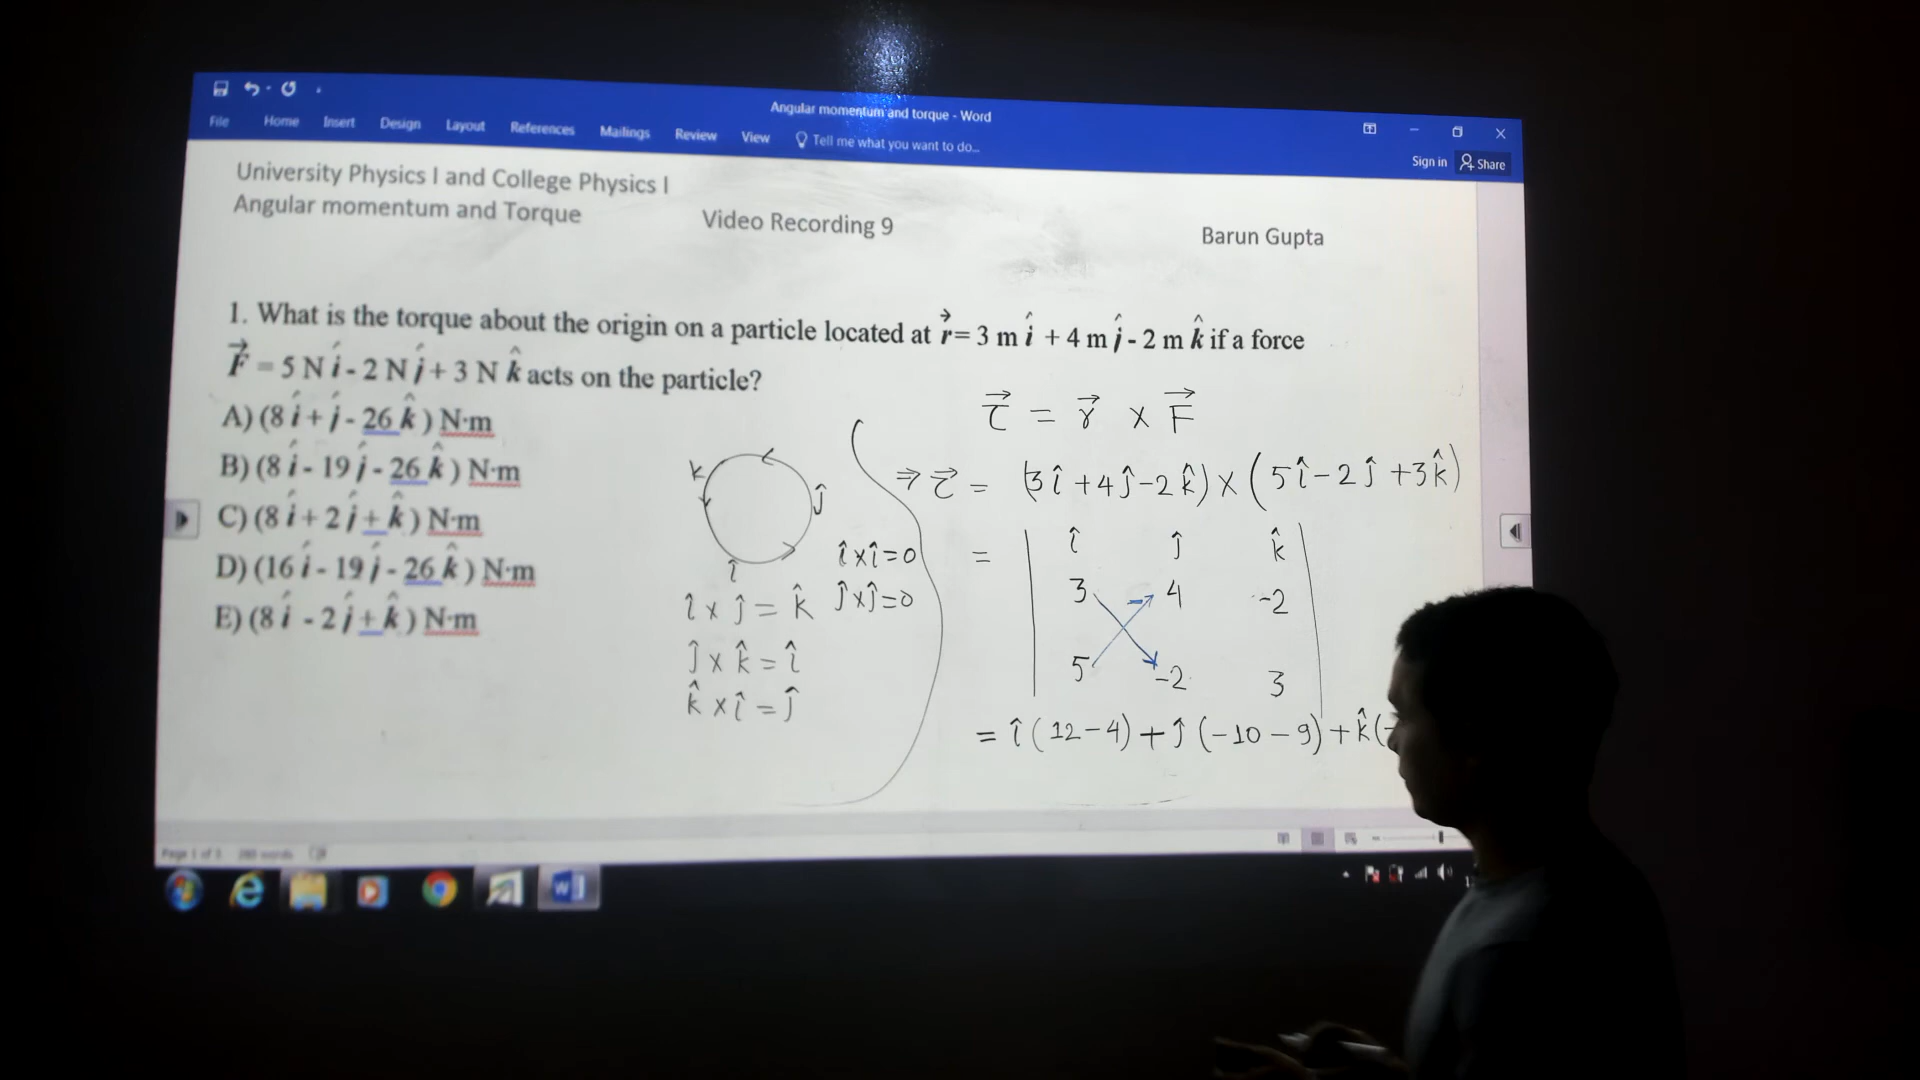 Angular momentum and torque - Word
File Home Insert Design Layout References Mailings Review View Tell me what you want to do...
Sign in Share
University Physics I and College Physics I
Angular momentum and Torque Video Recording 9 Barun Gupta
1. What is the torque about the origin on a particle located at r⃗= 3 m î + 4 m ĵ - 2 m k̂ if a force
F⃗ = 5 N í - 2 N j́ + 3 N k̂ acts on the particle?
A) (8 í + j́ - 26 k̂ ) N·m
B) (8 í - 19 j́ - 26 k̂ ) N·m
C) (8 í + 2 j́ + k̂ ) N·m
D) (16 í - 19 j́ - 26 k̂ ) N·m
E) (8 í - 2 j́ + k̂ ) N·m
k̂
ĵ
î
î x î = 0
ĵ x ĵ = 0
î x ĵ = k̂
ĵ x k̂ = î
k̂ x î = ĵ
τ⃗ = r⃗ x F⃗
⇒ τ⃗ = (3î + 4ĵ - 2k̂) x (5î - 2ĵ + 3k̂)
= | î ĵ k̂ |
3 4 -2
5 -2 3
= î (12 - 4) + ĵ (-10 - 9) + k̂ (-
Page 1 of 3